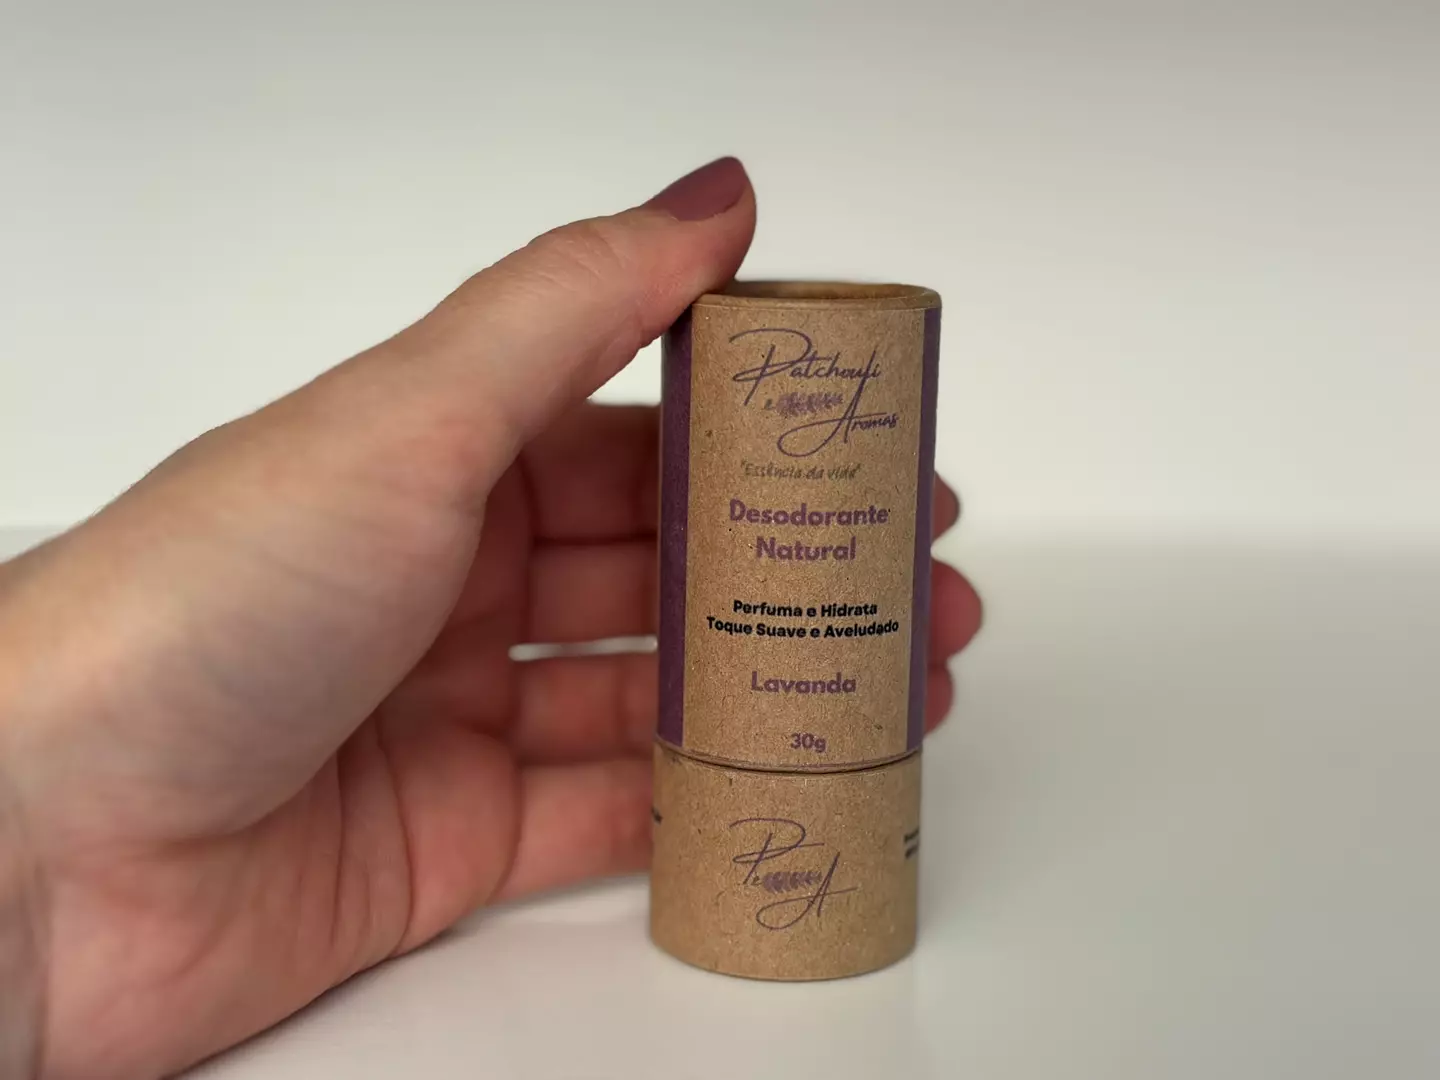 Patchouli
e Aromas
"Essência da vida"
Desodorante
Natural
Perfuma e Hidrata
Toque Suave e Aveludado
Lavanda
30g
P e A